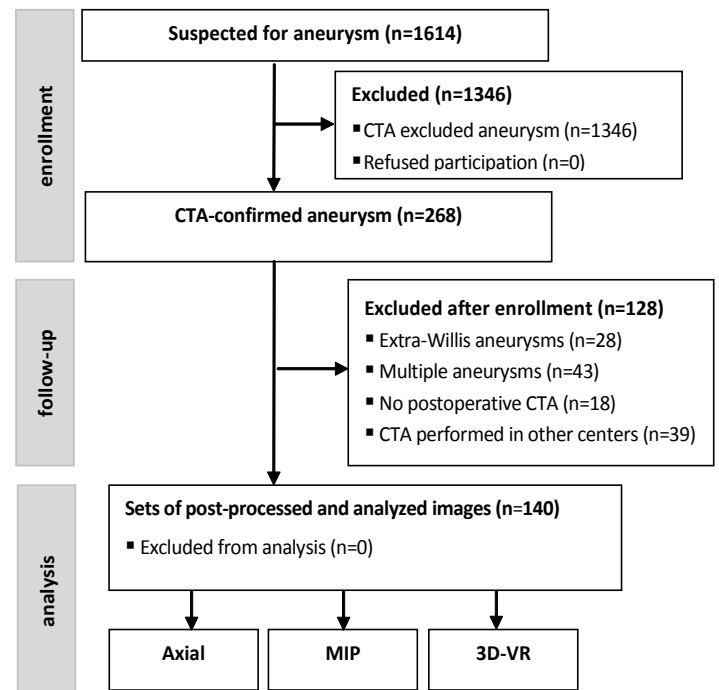 enrollment
Suspected for aneurysm (n=1614)
Excluded (n=1346)
▪ CTA excluded aneurysm (n=1346)
▪ Refused participation (n=0)
CTA-confirmed aneurysm (n=268)
follow-up
Excluded after enrollment (n=128)
▪ Extra-Willis aneurysms (n=28)
▪ Multiple aneurysms (n=43)
▪ No postoperative CTA (n=18)
▪ CTA performed in other centers (n=39)
analysis
Sets of post-processed and analyzed images (n=140)
▪ Excluded from analysis (n=0)
Axial
MIP
3D-VR